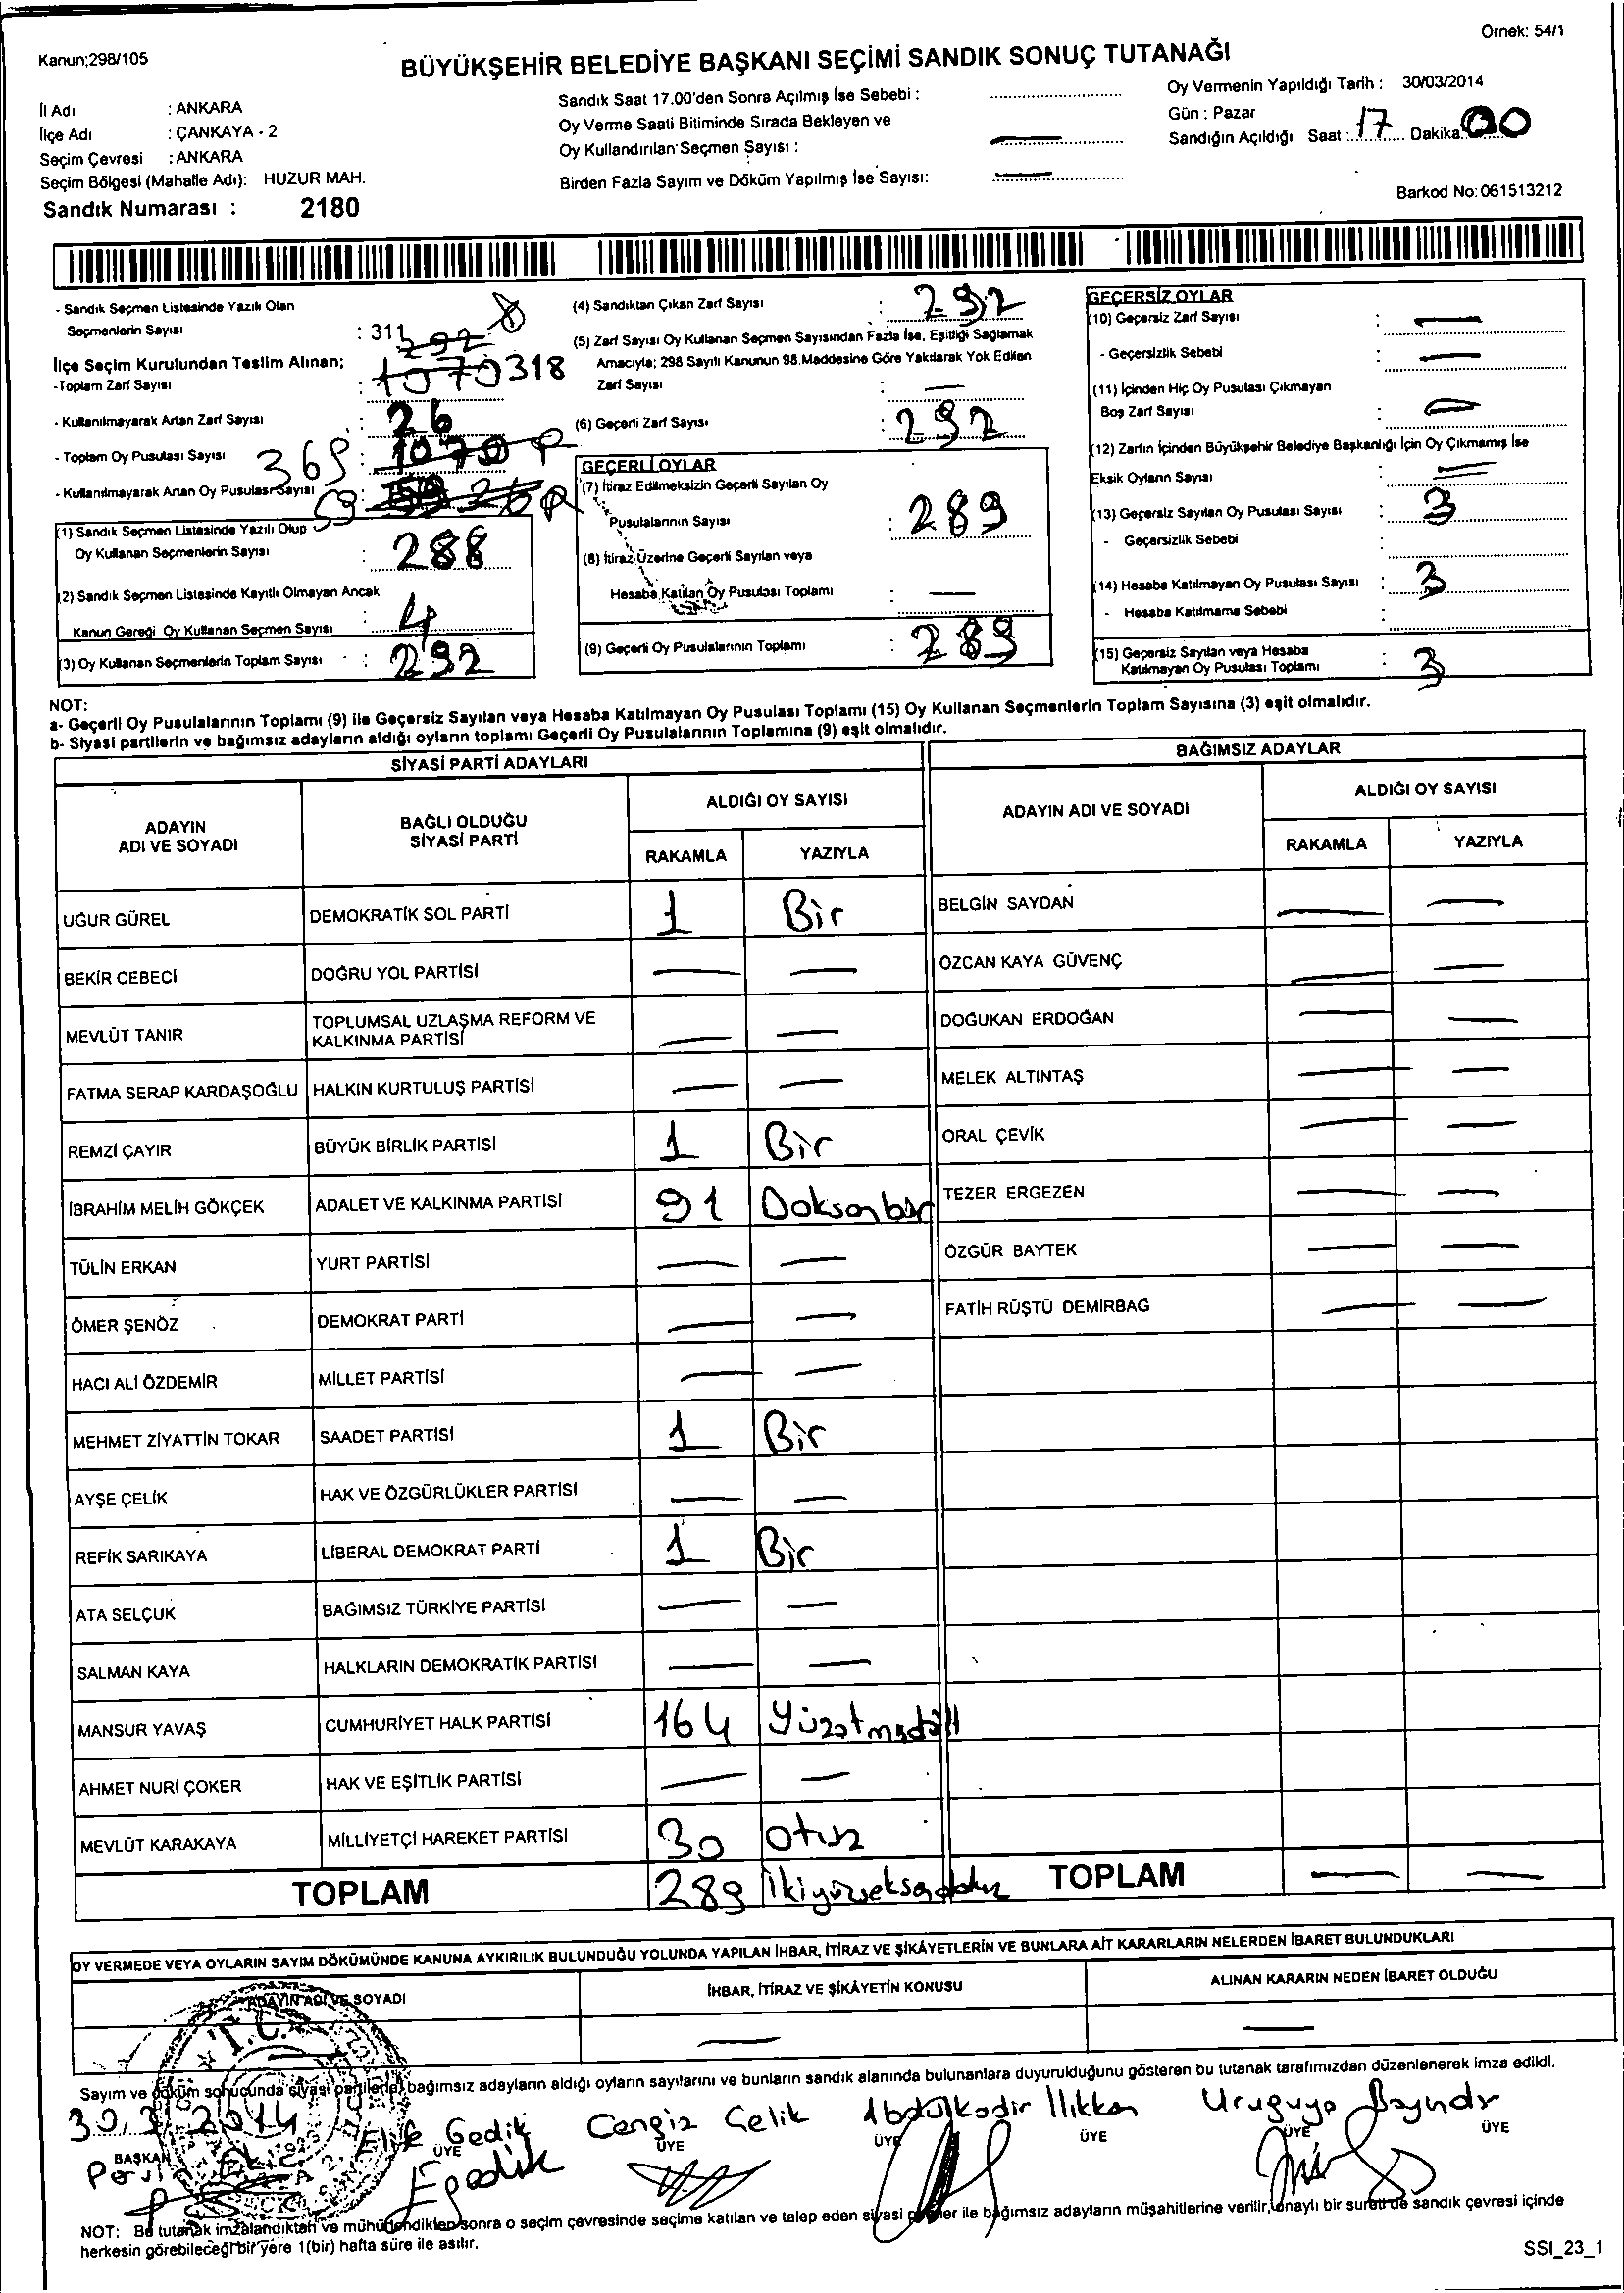 Örnek: 54/1
Kanun;298/105
BÜYÜKŞEHİR BELEDİYE BAŞKANI SEÇİMİ SANDIK SONUÇ TUTANAĞI
İl Adı : ANKARA
İlçe Adı : ÇANKAYA - 2
Seçim Çevresi : ANKARA
Seçim Bölgesi (Mahalle Adı): HUZUR MAH.
Sandık Numarası : 2180
Sandık Saat 17.00'den Sonra Açılmış İse Sebebi :
Oy Verme Saati Bitiminde Sırada Bekleyen ve
Oy Kullandırılan Seçmen Sayısı : —
Birden Fazla Sayım ve Döküm Yapılmış İse Sayısı: —
Oy Vermenin Yapıldığı Tarih : 30/03/2014
Gün : Pazar
Sandığın Açıldığı Saat : 17 Dakika: 00
Barkod No: 061513212
- Sandık Seçmen Listesinde Yazılı Olan
Seçmenlerin Sayısı : 311
292
İlçe Seçim Kurulundan Teslim Alınan;
-Toplam Zarf Sayısı : 1070 318
- Kullanılmayarak Artan Zarf Sayısı : 26
- Toplam Oy Pusulası Sayısı 365 : 1070
- Kullanılmayarak Artan Oy Pusulası Sayısı 59
(1) Sandık Seçmen Listesinde Yazılı Olup
Oy Kullanan Seçmenlerin Sayısı : 288
(2) Sandık Seçmen Listesinde Kayıtlı Olmayan Ancak
Kanun Gereği Oy Kullanan Seçmen Sayısı : 4
(3) Oy Kullanan Seçmenlerin Toplam Sayısı : 292
(4) Sandıktan Çıkan Zarf Sayısı : 292
(5) Zarf Sayısı Oy Kullanan Seçmen Sayısından Fazla İse, Eşitliği Sağlamak
Amacıyla; 298 Sayılı Kanunun 98.Maddesine Göre Yakılarak Yok Edilen
Zarf Sayısı : —
(6) Geçerli Zarf Sayısı : 292
GEÇERLİ OYLAR
(7) İtiraz Edilmeksizin Geçerli Sayılan Oy
Pusulalarının Sayısı : 289
(8) İtiraz Üzerine Geçerli Sayılan veya
Hesaba Katılan Oy Pusulası Toplamı : —
(9) Geçerli Oy Pusulalarının Toplamı : 289
GEÇERSİZ OYLAR
(10) Geçersiz Zarf Sayısı : —
- Geçersizlik Sebebi : —
(11) İçinden Hiç Oy Pusulası Çıkmayan
Boş Zarf Sayısı : —
(12) Zarfın İçinden Büyükşehir Belediye Başkanlığı İçin Oy Çıkmamış İse
Eksik Oyların Sayısı : —
(13) Geçersiz Sayılan Oy Pusulası Sayısı : 3
- Geçersizlik Sebebi :
(14) Hesaba Katılmayan Oy Pusulası Sayısı : 3
- Hesaba Katılmama Sebebi :
(15) Geçersiz Sayılan veya Hesaba
Katılmayan Oy Pusulası Toplamı : 3
NOT:
a- Geçerli Oy Pusulalarının Toplamı (9) ile Geçersiz Sayılan veya Hesaba Katılmayan Oy Pusulası Toplamı (15) Oy Kullanan Seçmenlerin Toplam Sayısına (3) eşit olmalıdır.
b- Siyasi partilerin ve bağımsız adayların aldığı oyların toplamı Geçerli Oy Pusulalarının Toplamına (9) eşit olmalıdır.
SİYASİ PARTİ ADAYLARI
ADAYIN ADI VE SOYADI BAĞLI OLDUĞU SİYASİ PARTİ ALDIĞI OY SAYISI
RAKAMLA YAZIYLA
UĞUR GÜREL DEMOKRATİK SOL PARTİ 1 Bir
BEKİR CEBECİ DOĞRU YOL PARTİSİ — —
MEVLÜT TANIR TOPLUMSAL UZLAŞMA REFORM VE KALKINMA PARTİSİ — —
FATMA SERAP KARDAŞOĞLU HALKIN KURTULUŞ PARTİSİ — —
REMZİ ÇAYIR BÜYÜK BİRLİK PARTİSİ 1 Bir
İBRAHİM MELİH GÖKÇEK ADALET VE KALKINMA PARTİSİ 91 Doksanbir
TÜLİN ERKAN YURT PARTİSİ — —
ÖMER ŞENÖZ DEMOKRAT PARTİ — —
HACI ALİ ÖZDEMİR MİLLET PARTİSİ — —
MEHMET ZİYATTİN TOKAR SAADET PARTİSİ 1 Bir
AYŞE ÇELİK HAK VE ÖZGÜRLÜKLER PARTİSİ — —
REFİK SARIKAYA LİBERAL DEMOKRAT PARTİ 1 Bir
ATA SELÇUK BAĞIMSIZ TÜRKİYE PARTİSİ — —
SALMAN KAYA HALKLARIN DEMOKRATİK PARTİSİ — —
MANSUR YAVAŞ CUMHURİYET HALK PARTİSİ 164 Yüzatmışdört
AHMET NURİ ÇOKER HAK VE EŞİTLİK PARTİSİ — —
MEVLÜT KARAKAYA MİLLİYETÇİ HAREKET PARTİSİ 30 otuz
TOPLAM 289 İkiyüzseksendokuz
BAĞIMSIZ ADAYLAR
ADAYIN ADI VE SOYADI ALDIĞI OY SAYISI
RAKAMLA YAZIYLA
BELGİN SAYDAN — —
ÖZCAN KAYA GÜVENÇ — —
DOĞUKAN ERDOĞAN — —
MELEK ALTINTAŞ — —
ORAL ÇEVİK — —
TEZER ERGEZEN — —
ÖZGÜR BAYTEK — —
FATİH RÜŞTÜ DEMİRBAĞ — —
TOPLAM — —
OY VERMEDE VEYA OYLARIN SAYIM DÖKÜMÜNDE KANUNA AYKIRILIK BULUNDUĞU YOLUNDA YAPILAN İHBAR, İTİRAZ VE ŞİKÂYETLERİN VE BUNLARA AİT KARARLARIN NELERDEN İBARET BULUNDUKLARI
ADAYIN ADI VE SOYADI İHBAR, İTİRAZ VE ŞİKÂYETİN KONUSU ALINAN KARARIN NEDEN İBARET OLDUĞU
— —
T.C.
Sayım ve döküm sonucunda siyasi partilerle bağımsız adayların aldığı oyların sayılarını ve bunların sandık alanında bulunanlara duyurulduğunu gösteren bu tutanak tarafımızdan düzenlenerek imza edildi.
30.3.2014
Elife Gedik Cengiz Çelik Abdulkadir İlikkan Uruguya Bayındır
BAŞKAN ÜYE ÜYE ÜYE ÜYE ÜYE ÜYE
Egedik
NOT: Bu tutanak imzalandıktan ve mühürlendikten sonra o seçim çevresinde seçime katılan ve talep eden siyasi partiler ile bağımsız adayların müşahitlerine verilir, onaylı bir sureti de sandık çevresi içinde
herkesin görebileceği bir yere 1(bir) hafta süre ile asılır.
SSI_23_1